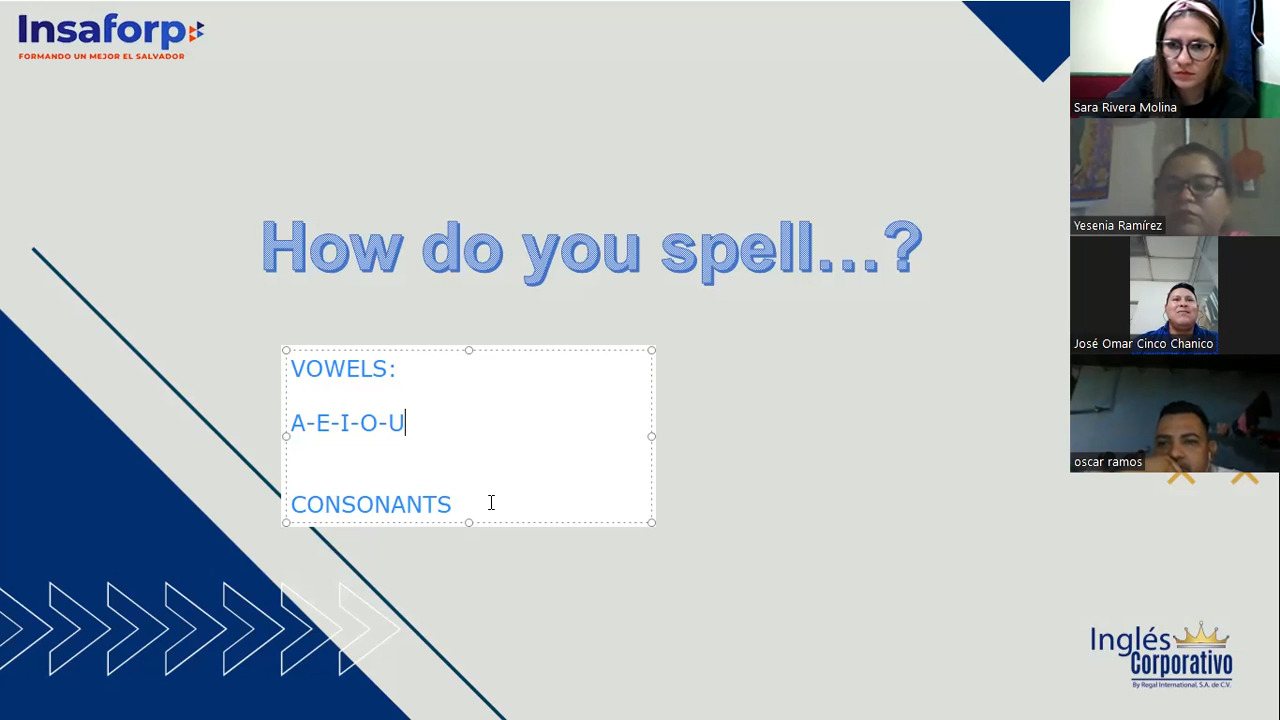 Insaforp
FORMANDO UN MEJOR EL SALVADOR
How do you spell...?
VOWELS:
A-E-I-O-U
CONSONANTS
Sara Rivera Molina
Yesenia Ramírez
José Omar Cinco Chanico
oscar ramos
Inglés
Corporativo
By Regal International, S.A. de C.V.